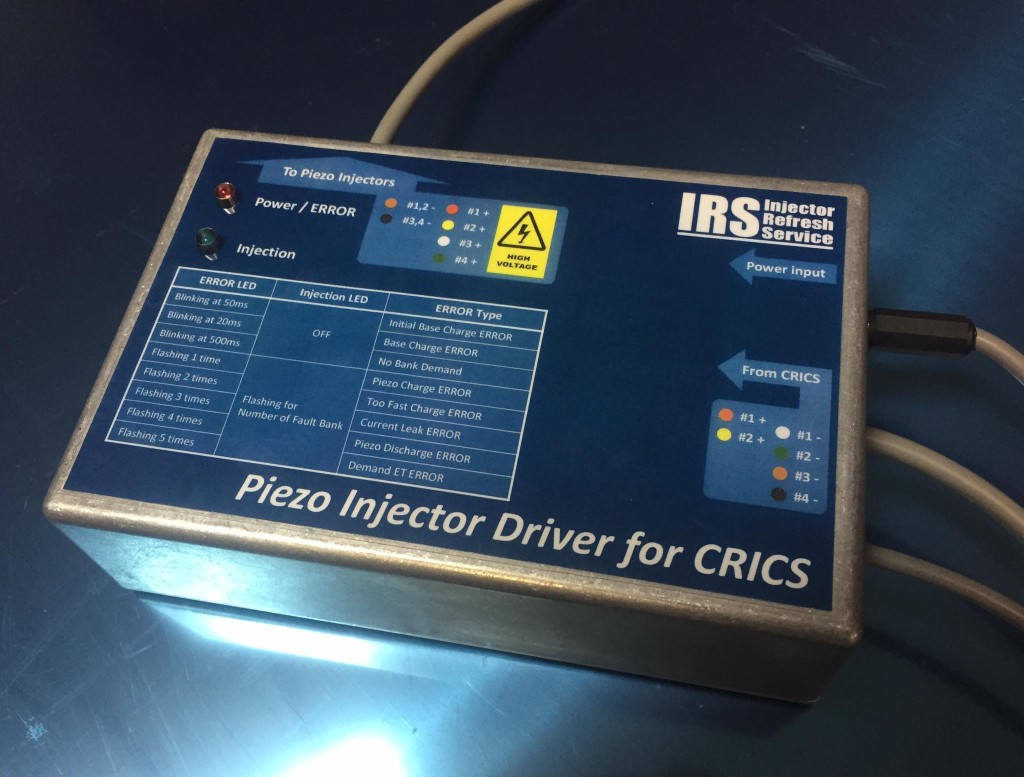 To Piezo Injectors
Power / ERROR
Injection
#1,2 -
#3,4 -
#1 +
#2 +
#3 +
#4 +
HIGH
VOLTAGE
IRS Injector
Refresh
Service
Power input
From CRICS
#1 +
#2 +
#1 -
#2 -
#3 -
#4 -
ERROR LED Injection LED ERROR Type
Blinking at 50ms OFF Initial Base Charge ERROR
Blinking at 20ms Base Charge ERROR
Blinking at 500ms No Bank Demand
Flashing 1 time Flashing for Piezo Charge ERROR
Flashing 2 times Number of Fault Bank Too Fast Charge ERROR
Flashing 3 times Current Leak ERROR
Flashing 4 times Piezo Discharge ERROR
Flashing 5 times Demand ET ERROR
Piezo Injector Driver for CRICS